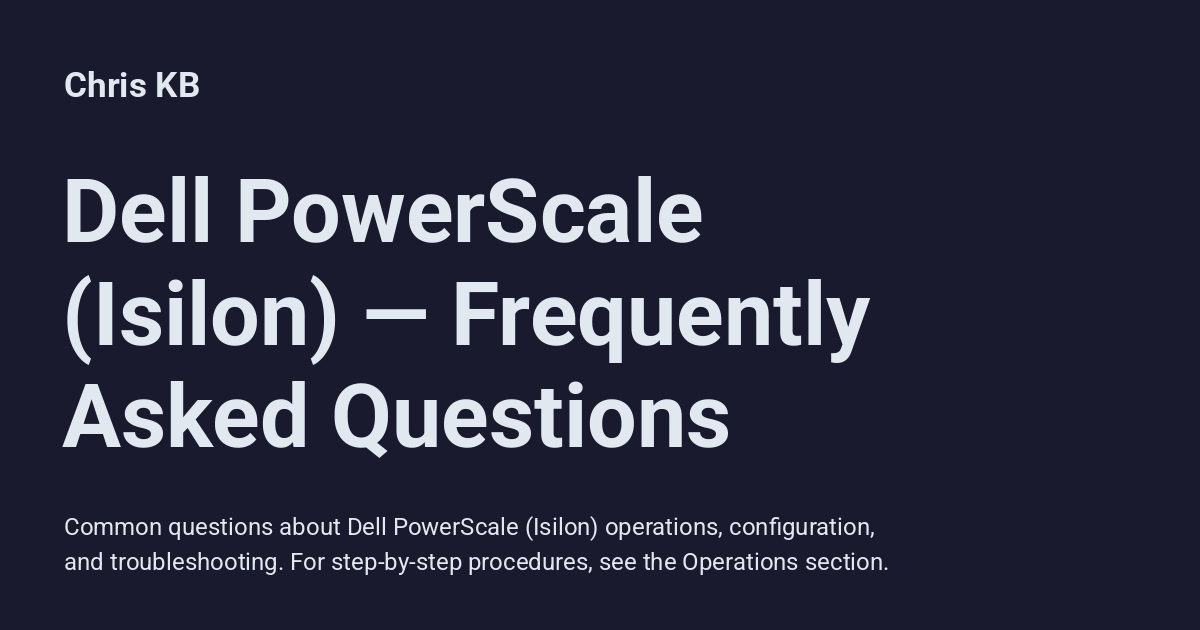 Chris KB
Dell PowerScale
(Isilon) — Frequently
Asked Questions
Common questions about Dell PowerScale (Isilon) operations, configuration,
and troubleshooting. For step-by-step procedures, see the Operations section.